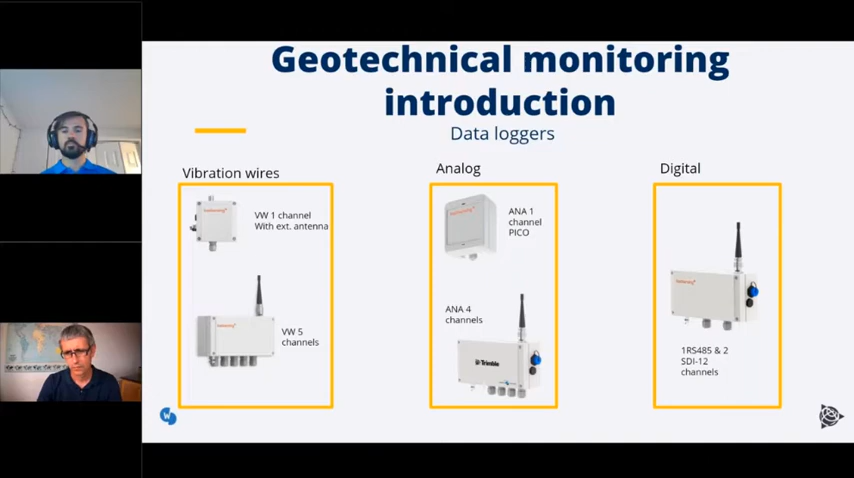 Geotechnical monitoring
introduction
Data loggers
Vibration wires
VW 1 channel
With ext. antenna
VW 5
channels
Analog
ANA 1
channel
PICO
ANA 4
channels
Trimble
Digital
1RS485 & 2
SDI-12
channels
W